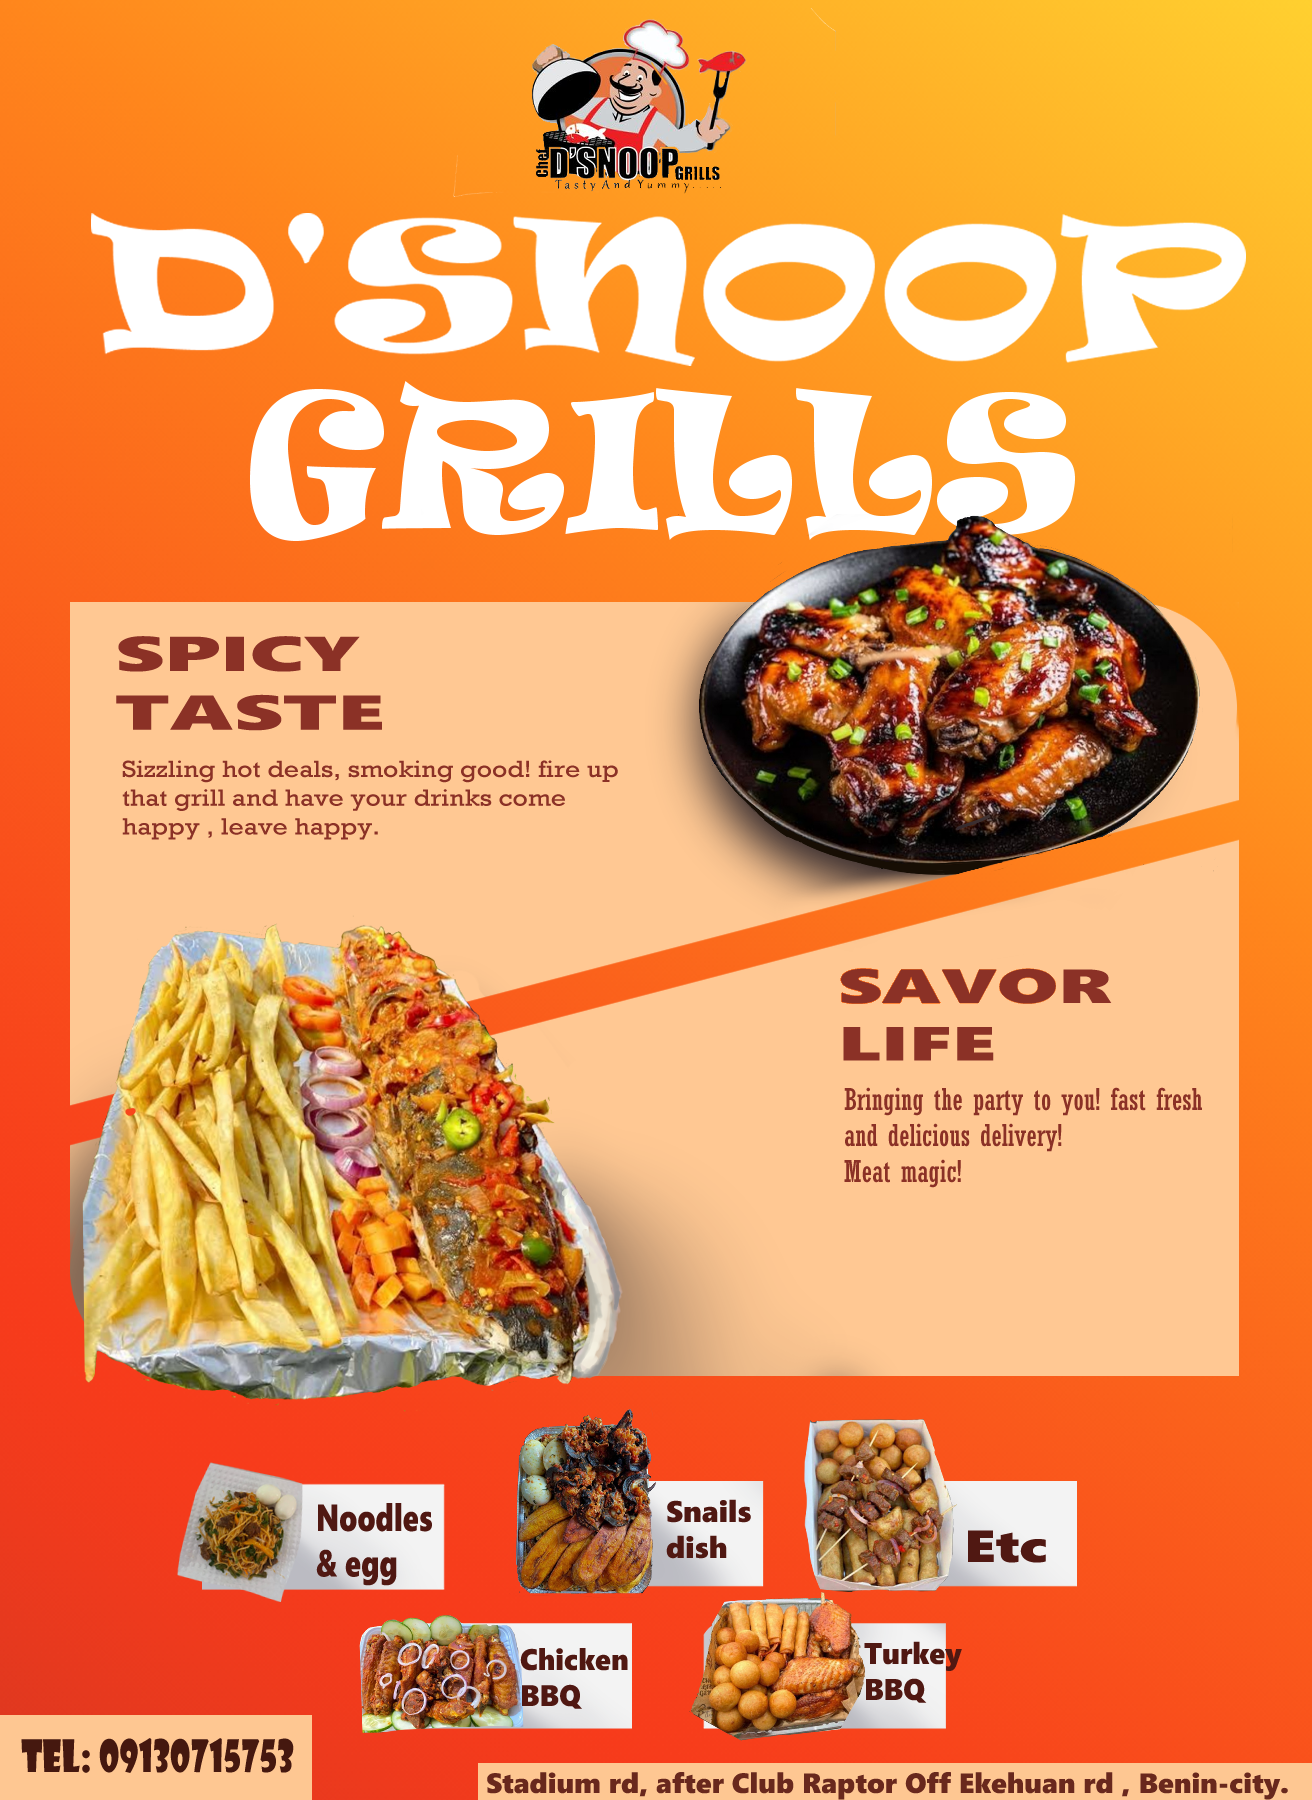 Chef D'SNOOP GRILLS
Tasty And Yummy.....
D'SNOOP
GRILLS
SPICY
TASTE
Sizzling hot deals, smoking good! fire up
that grill and have your drinks come
happy , leave happy.
SAVOR
LIFE
Bringing the party to you! fast fresh
and delicious delivery!
Meat magic!
Noodles
& egg
Snails
dish
Etc
Chicken
BBQ
Turkey
BBQ
TEL: 09130715753
Stadium rd, after Club Raptor Off Ekehuan rd , Benin-city.